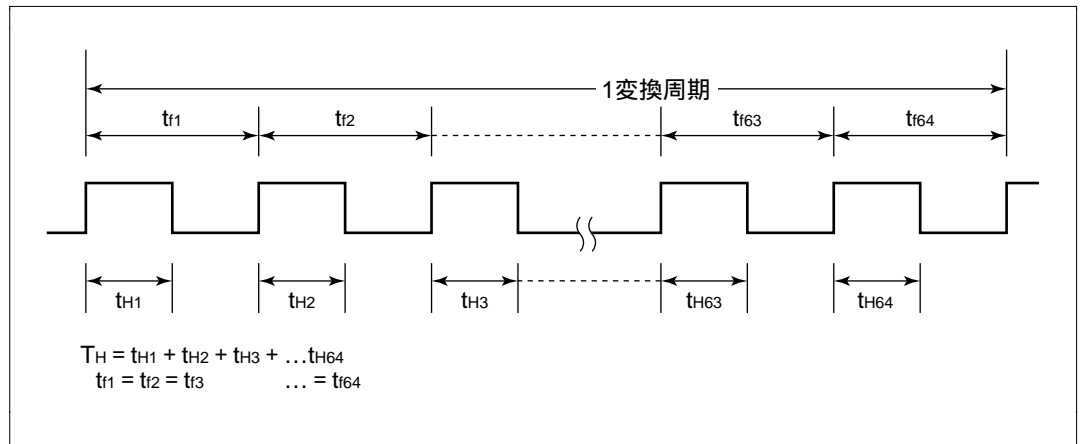 1変換周期
tf1 tf2 tf63 tf64
tH1 tH2 tH3 tH63 tH64
TH = tH1 + tH2 + tH3 + …tH64
tf1 = tf2 = tf3 … = tf64